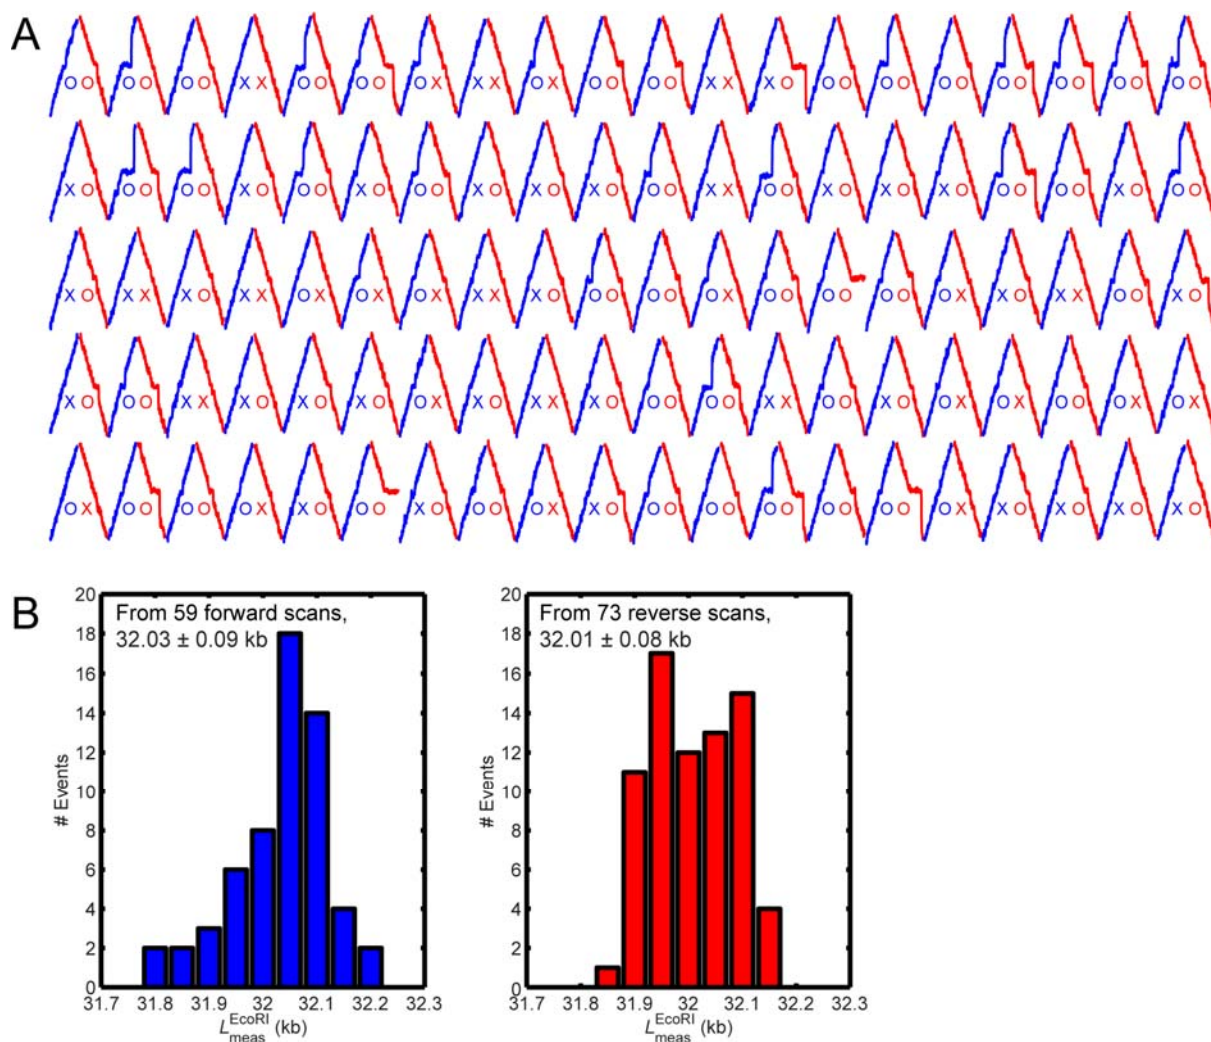 A
O O O O O O X X O O O O O X X X O X O O O O X X X O O O O O O O O O X O O O O O
X O O O O O X O O O X O O O X O X O X O O O X X O O X O O X X O O O O O X O O O
X O X X X O X X O X O X O X X X X O O O O O O X X O O O O O O X X X X X O O X O
X O O O X X X O X O X O O X X X X X X O O O O O X X O O O O O X X X O O O X O X
O X O O O O X O O O O O X O O O O O X O O O O X O O O O O O O X X O X X X O X O
B
From 59 forward scans,
32.03 ± 0.09 kb
# Events
20
18
16
14
12
10
8
6
4
2
0
31.7 31.8 31.9 32 32.1 32.2 32.3
L meas EcoRI (kb)
From 73 reverse scans,
32.01 ± 0.08 kb
# Events
20
18
16
14
12
10
8
6
4
2
0
31.7 31.8 31.9 32 32.1 32.2 32.3
L meas EcoRI (kb)